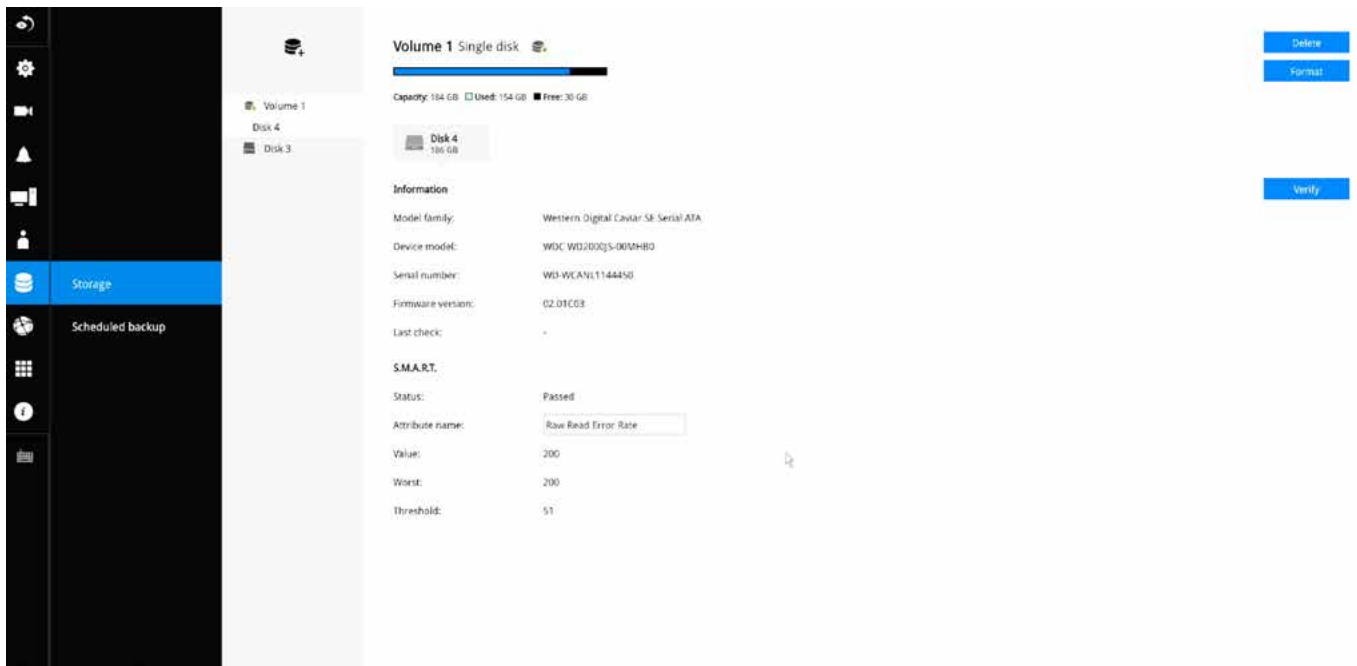 Volume 1 Single disk
Delete
Format
Capacity: 184 GB Used: 154 GB Free: 30 GB
Volume 1
Disk 4
Disk 3
Disk 4
186 GB
Information
Verify
Model family: Western Digital Caviar SE Serial ATA
Device model: WDC WD2000JS-00MHB0
Serial number: WD-WCANL1144450
Firmware version: 02.01C03
Last check: -
Storage
Scheduled backup
S.M.A.R.T.
Status: Passed
Attribute name: Raw Read Error Rate
Value: 200
Worst: 200
Threshold: 51